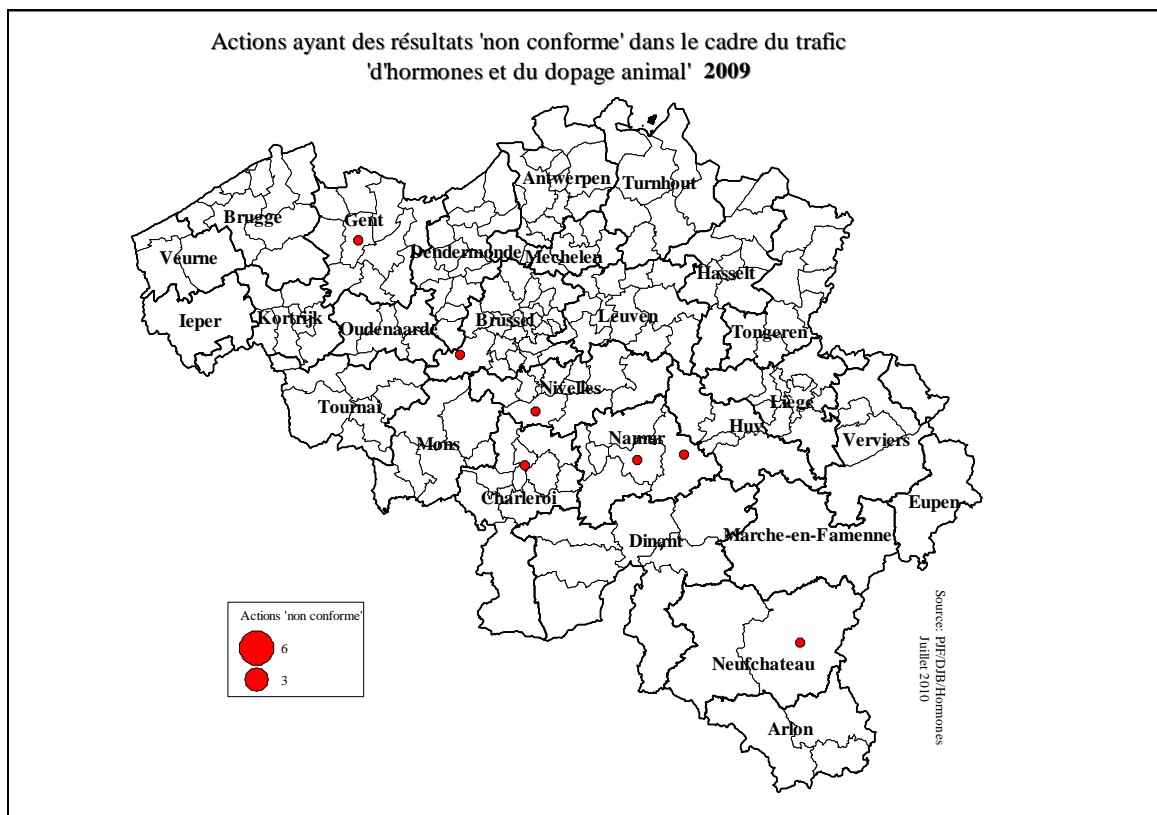 Actions ayant des résultats 'non conforme' dans le cadre du trafic
'd'hormones et du dopage animal' 2009
Antwerpen
Turnhout
Brugge
Gent
Veurne
Dendermonde
Mechelen
Hasselt
Ieper
Kortrijk
Oudenaarde
Brussel
Leuven
Tongeren
Tournai
Nivelles
Liège
Mons
Namur
Huy
Verviers
Charleroi
Eupen
Dinant
Marche-en-Famenne
Neufchateau
Arlon
Actions 'non conforme'
6
3
Source: PJF/DJB/Hormones
Juillet 2010